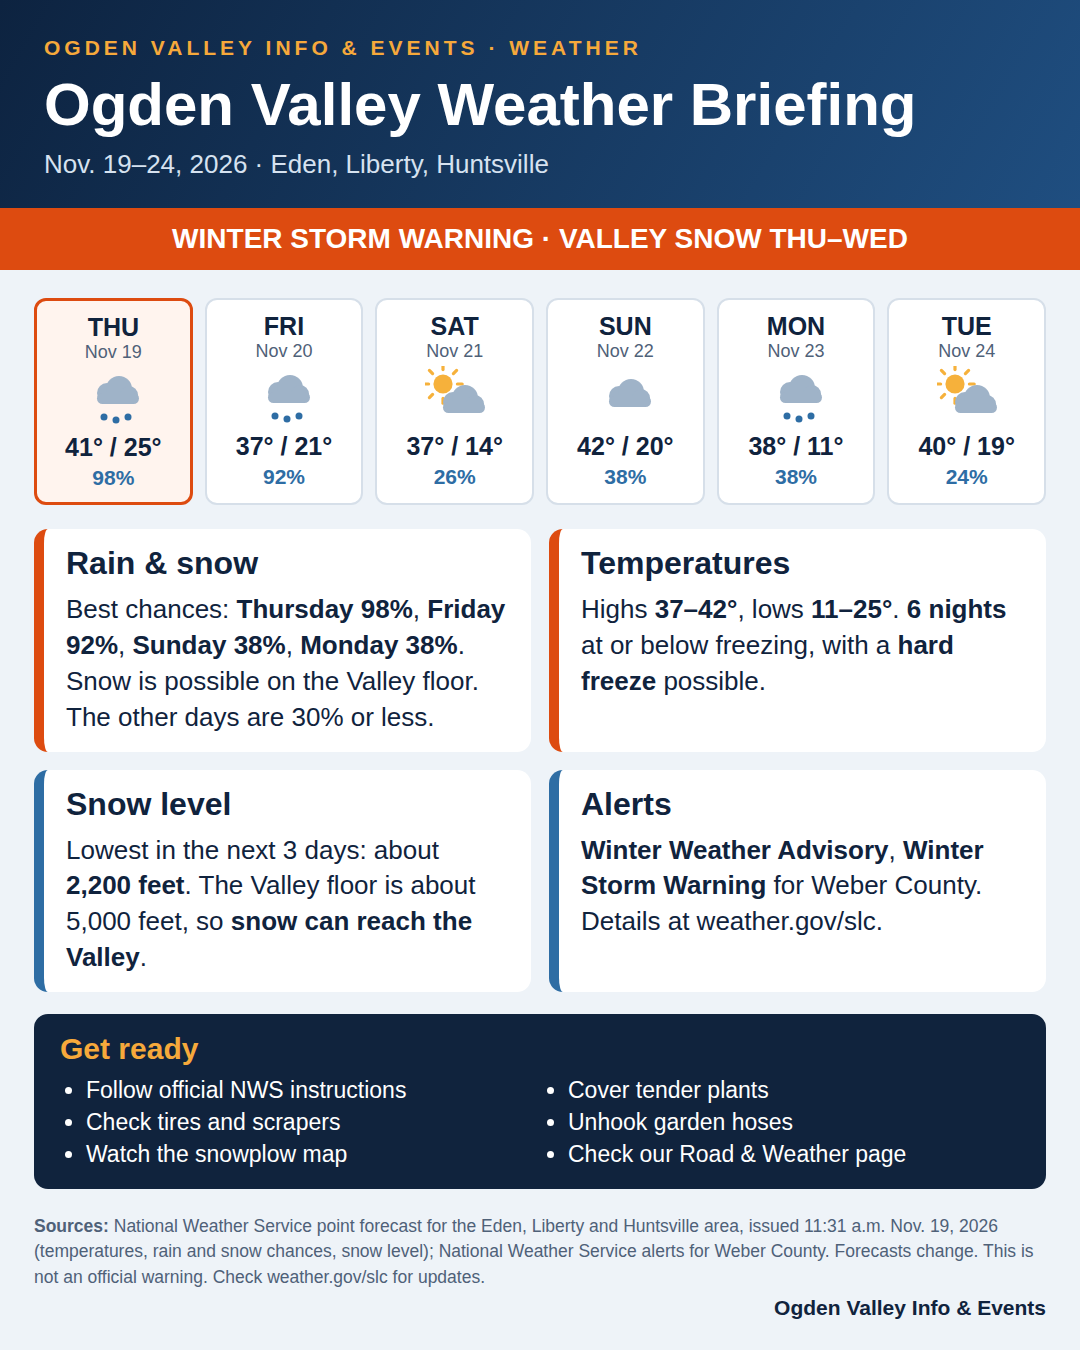 OGDEN VALLEY INFO & EVENTS · WEATHER
Ogden Valley Weather Briefing
Nov. 19–24, 2026 · Eden, Liberty, Huntsville
WINTER STORM WARNING · VALLEY SNOW THU–WED
THU
Nov 19
41° / 25°
98%
FRI
Nov 20
37° / 21°
92%
SAT
Nov 21
37° / 14°
26%
SUN
Nov 22
42° / 20°
38%
MON
Nov 23
38° / 11°
38%
TUE
Nov 24
40° / 19°
24%
Rain & snow
Best chances: Thursday 98%, Friday
92%, Sunday 38%, Monday 38%.
Snow is possible on the Valley floor.
The other days are 30% or less.
Temperatures
Highs 37–42°, lows 11–25°. 6 nights
at or below freezing, with a hard
freeze possible.
Snow level
Lowest in the next 3 days: about
2,200 feet. The Valley floor is about
5,000 feet, so snow can reach the
Valley.
Alerts
Winter Weather Advisory, Winter
Storm Warning for Weber County.
Details at weather.gov/slc.
Get ready
• Follow official NWS instructions
• Check tires and scrapers
• Watch the snowplow map
• Cover tender plants
• Unhook garden hoses
• Check our Road & Weather page
Sources: National Weather Service point forecast for the Eden, Liberty and Huntsville area, issued 11:31 a.m. Nov. 19, 2026
(temperatures, rain and snow chances, snow level); National Weather Service alerts for Weber County. Forecasts change. This is
not an official warning. Check weather.gov/slc for updates.
Ogden Valley Info & Events